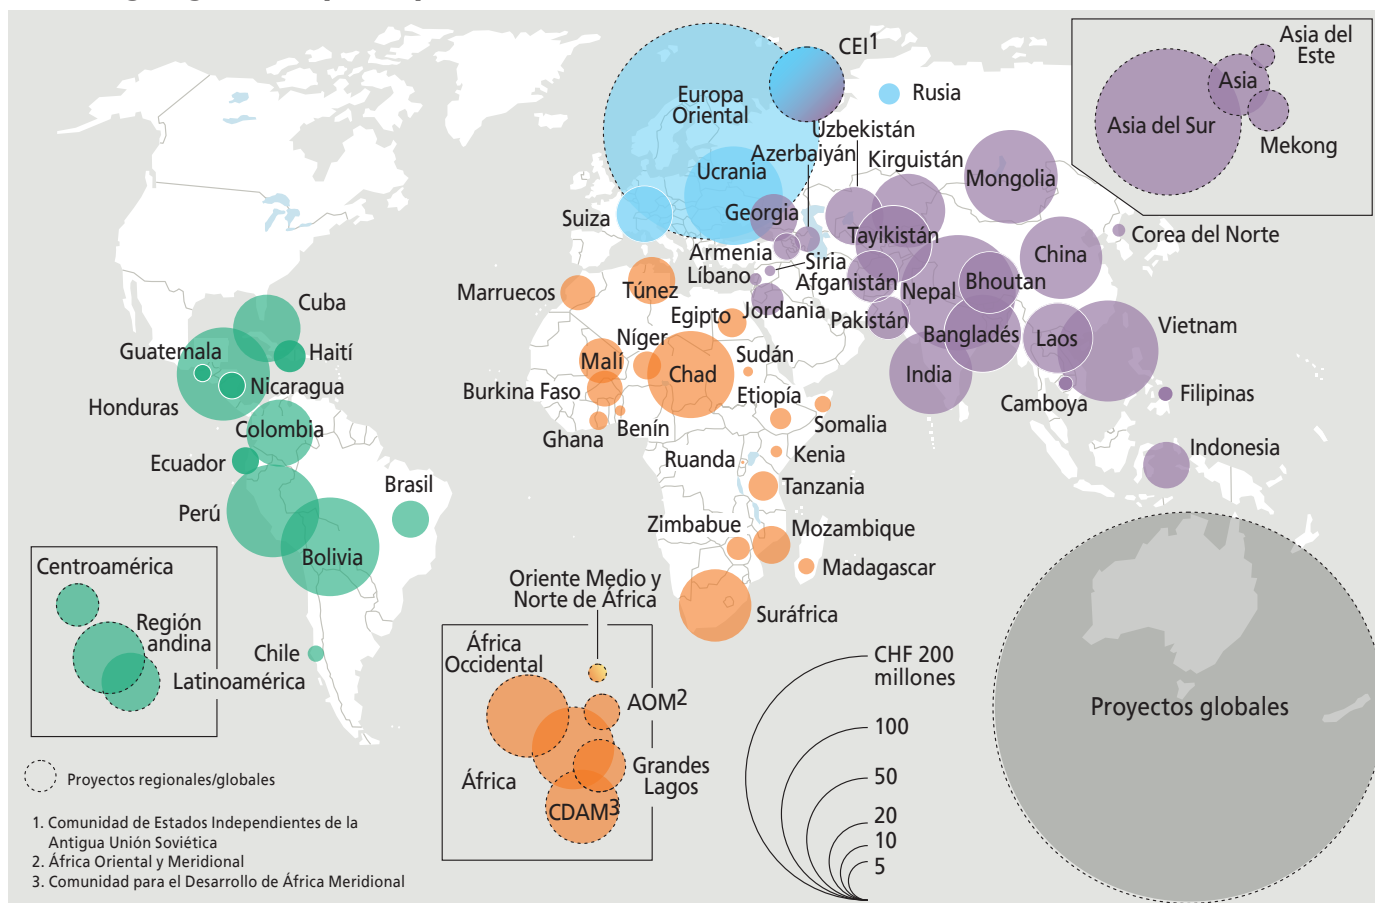 CEI1
Europa
Oriental
Rusia
Uzbekistán
Azerbaiyán
Kirguistán
Ucrania
Mongolia
Suiza
Georgia
Tayikistán
Armenia
Siria
Líbano
Afganistán
Jordania
Pakistán
Nepal
Bhoutan
Bangladés
India
China
Corea del Norte
Laos
Vietnam
Camboya
Filipinas
Indonesia
Asia del
Este
Asia
Asia del Sur
Mekong
Marruecos
Túnez
Egipto
Níger
Malí
Chad
Sudán
Burkina Faso
Etiopía
Somalia
Ghana
Benín
Ruanda
Kenia
Tanzania
Zimbabue
Mozambique
Madagascar
Suráfrica
Cuba
Guatemala
Haití
Nicaragua
Honduras
Colombia
Ecuador
Brasil
Perú
Bolivia
Chile
Centroamérica
Región
andina
Latinoamérica
Oriente Medio y
Norte de África
África
Occidental
AOM2
África
Grandes
Lagos
CDAM3
CHF 200
millones
100
50
20
10
5
Proyectos globales
Proyectos regionales/globales
1. Comunidad de Estados Independientes de la
Antigua Unión Soviética
2. África Oriental y Meridional
3. Comunidad para el Desarrollo de África Meridional